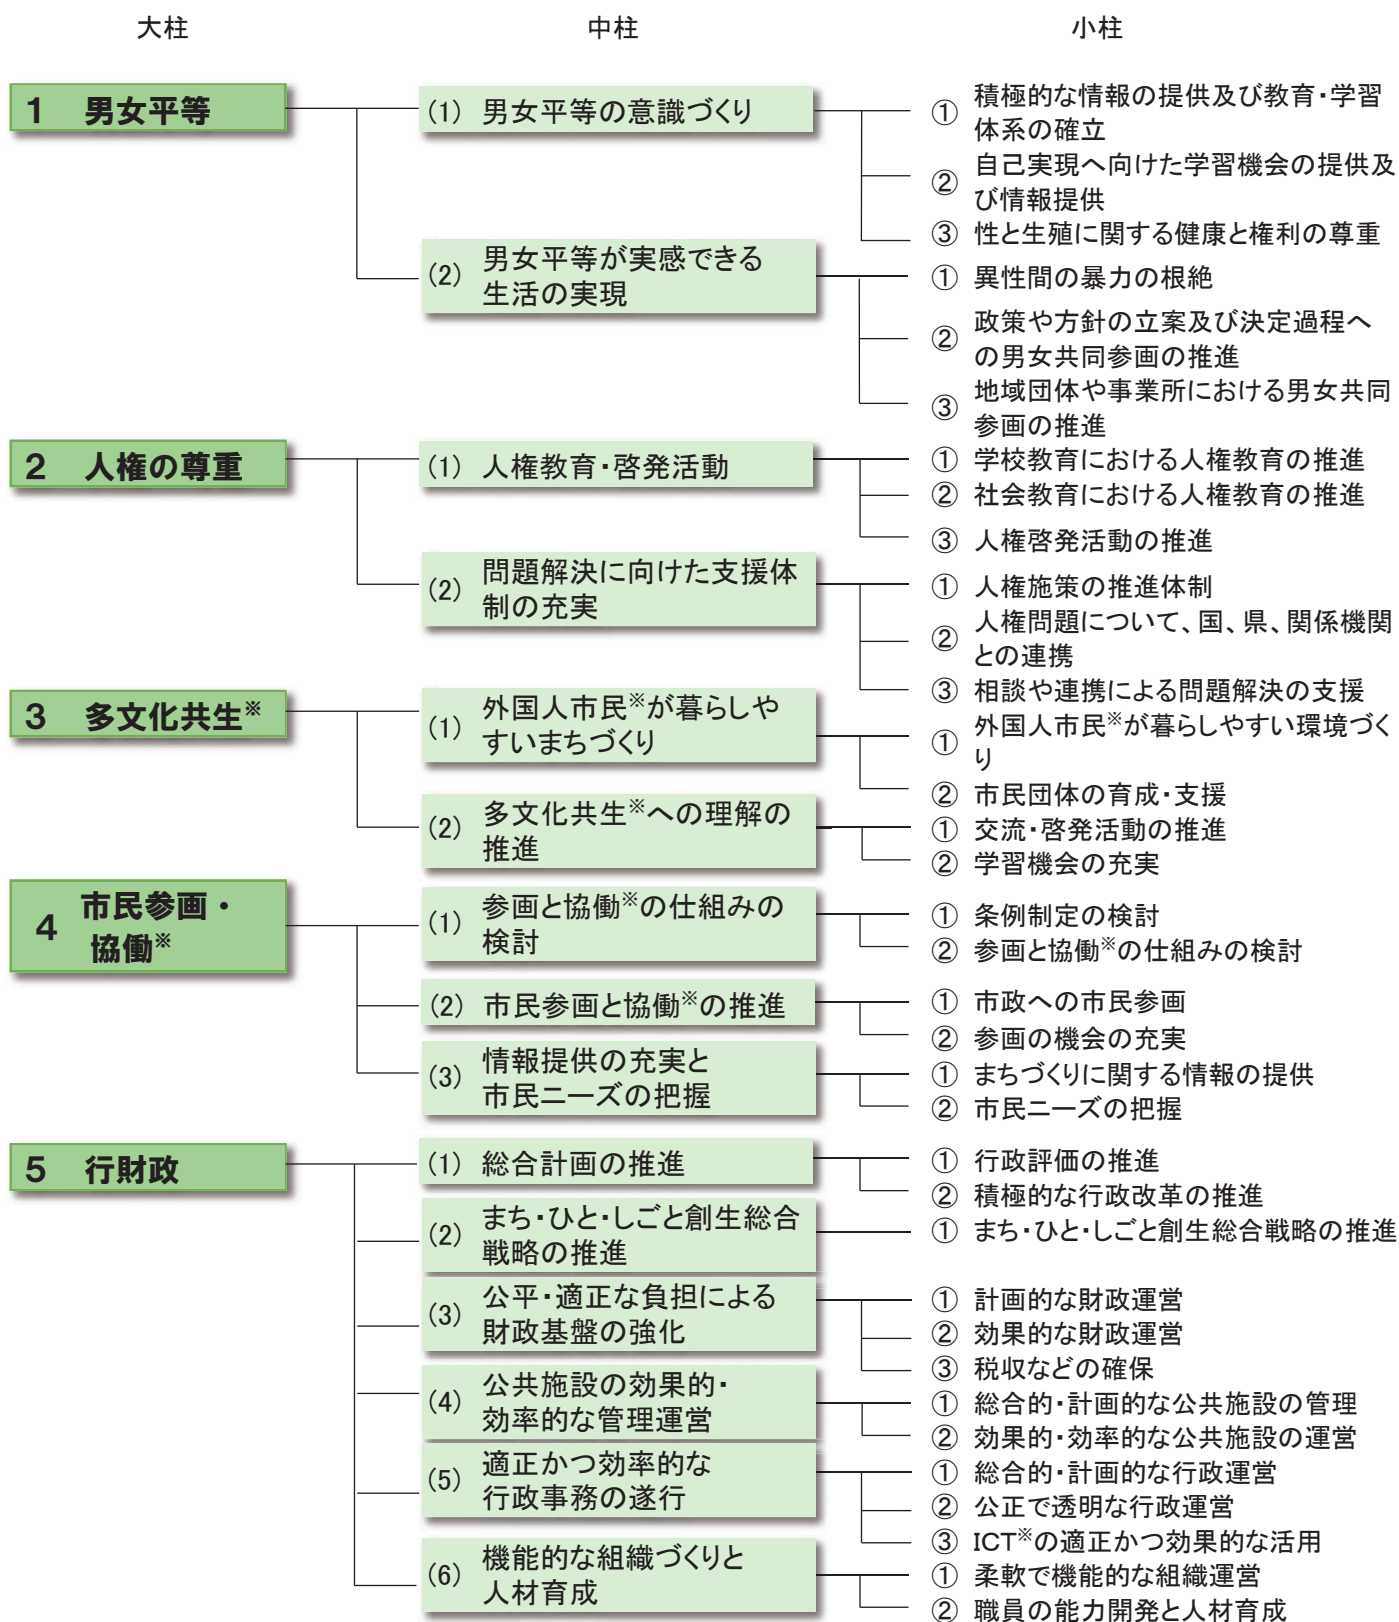 大柱 中柱 小柱
1 男女平等
(1) 男女平等の意識づくり
① 積極的な情報の提供及び教育・学習
体系の確立
② 自己実現へ向けた学習機会の提供及
び情報提供
③ 性と生殖に関する健康と権利の尊重
(2) 男女平等が実感できる
生活の実現
① 異性間の暴力の根絶
② 政策や方針の立案及び決定過程へ
の男女共同参画の推進
③ 地域団体や事業所における男女共同
参画の推進
2 人権の尊重
(1) 人権教育・啓発活動
① 学校教育における人権教育の推進
② 社会教育における人権教育の推進
③ 人権啓発活動の推進
(2) 問題解決に向けた支援体
制の充実
① 人権施策の推進体制
② 人権問題について、国、県、関係機関
との連携
③ 相談や連携による問題解決の支援
3 多文化共生※
(1) 外国人市民※が暮らしや
すいまちづくり
① 外国人市民※が暮らしやすい環境づく
り
② 市民団体の育成・支援
(2) 多文化共生※への理解の
推進
① 交流・啓発活動の推進
② 学習機会の充実
4 市民参画・
協働※
(1) 参画と協働※の仕組みの
検討
① 条例制定の検討
② 参画と協働※の仕組みの検討
(2) 市民参画と協働※の推進
① 市政への市民参画
② 参画の機会の充実
(3) 情報提供の充実と
市民ニーズの把握
① まちづくりに関する情報の提供
② 市民ニーズの把握
5 行財政
(1) 総合計画の推進
① 行政評価の推進
② 積極的な行政改革の推進
(2) まち・ひと・しごと創生総合
戦略の推進
① まち・ひと・しごと創生総合戦略の推進
(3) 公平・適正な負担による
財政基盤の強化
① 計画的な財政運営
② 効果的な財政運営
③ 税収などの確保
(4) 公共施設の効果的・
効率的な管理運営
① 総合的・計画的な公共施設の管理
② 効果的・効率的な公共施設の運営
(5) 適正かつ効率的な
行政事務の遂行
① 総合的・計画的な行政運営
② 公正で透明な行政運営
③ ICT※の適正かつ効果的な活用
(6) 機能的な組織づくりと
人材育成
① 柔軟で機能的な組織運営
② 職員の能力開発と人材育成